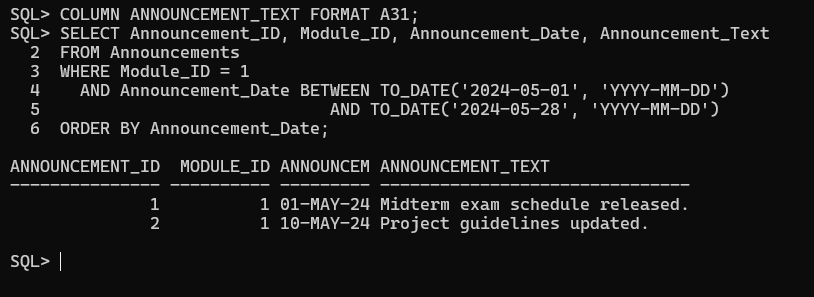 SQL> COLUMN ANNOUNCEMENT_TEXT FORMAT A31;
SQL> SELECT Announcement_ID, Module_ID, Announcement_Date, Announcement_Text
  2  FROM Announcements
  3  WHERE Module_ID = 1
  4    AND Announcement_Date BETWEEN TO_DATE('2024-05-01', 'YYYY-MM-DD')
  5                             AND TO_DATE('2024-05-28', 'YYYY-MM-DD')
  6  ORDER BY Announcement_Date;

ANNOUNCEMENT_ID  MODULE_ID ANNOUNCEM ANNOUNCEMENT_TEXT
--------------- ---------- --------- -------------------------------
              1          1 01-MAY-24 Midterm exam schedule released.
              2          1 10-MAY-24 Project guidelines updated.

SQL>